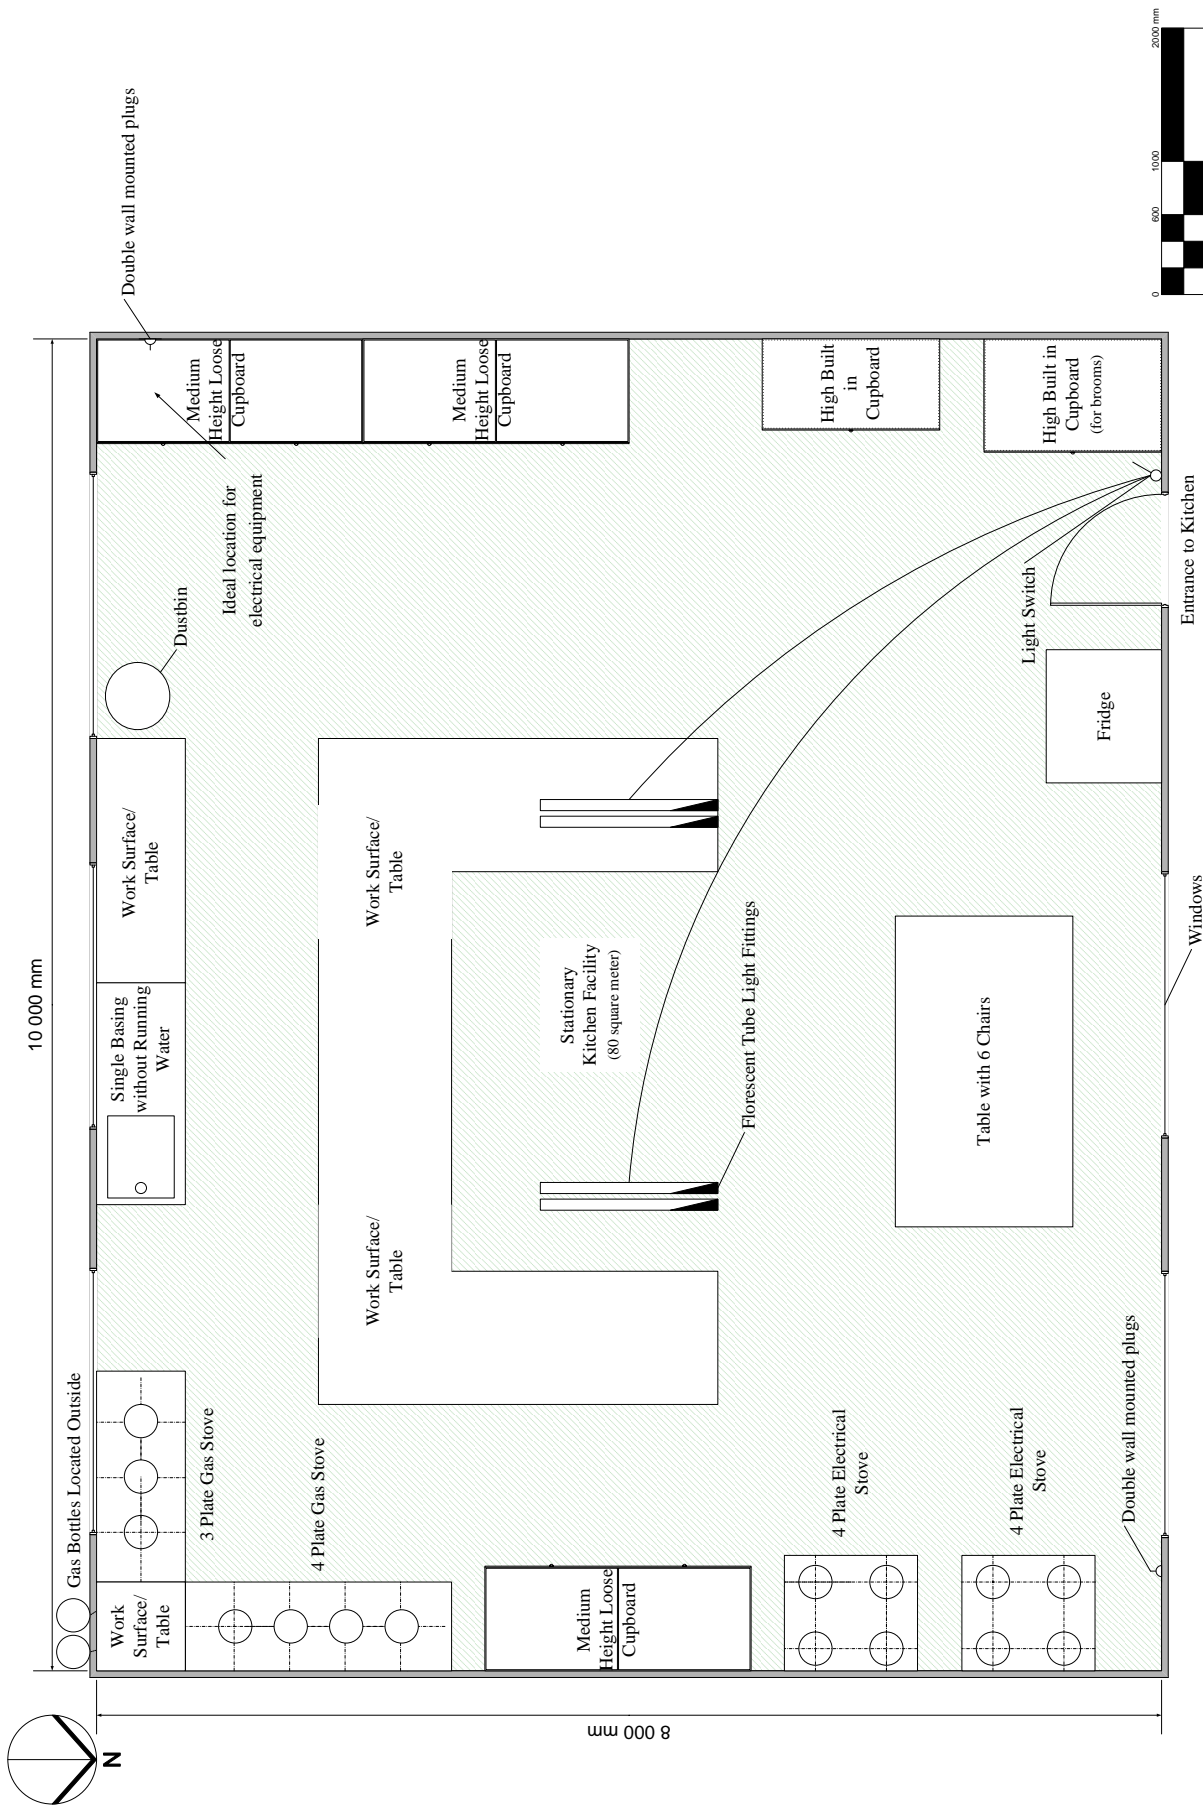 10 000 mm
8 000 mm
N
Gas Bottles Located Outside
Work
Surface/
Table
3 Plate Gas Stove
4 Plate Gas Stove
Single Basing
without Running
Water
Work Surface/
Table
Dustbin
Ideal location for
electrical equipment
Double wall mounted plugs
Medium
Height Loose
Cupboard
Medium
Height Loose
Cupboard
Work Surface/
Table
Work Surface/
Table
Stationary
Kitchen Facility
(80 square meter)
Florescent Tube Light Fittings
Medium
Height Loose
Cupboard
4 Plate Electrical
Stove
4 Plate Electrical
Stove
Double wall mounted plugs
Table with 6 Chairs
Windows
Fridge
Light Switch
Entrance to Kitchen
High Built
in
Cupboard
High Built in
Cupboard
(for brooms)
0
600
1000
2000 mm